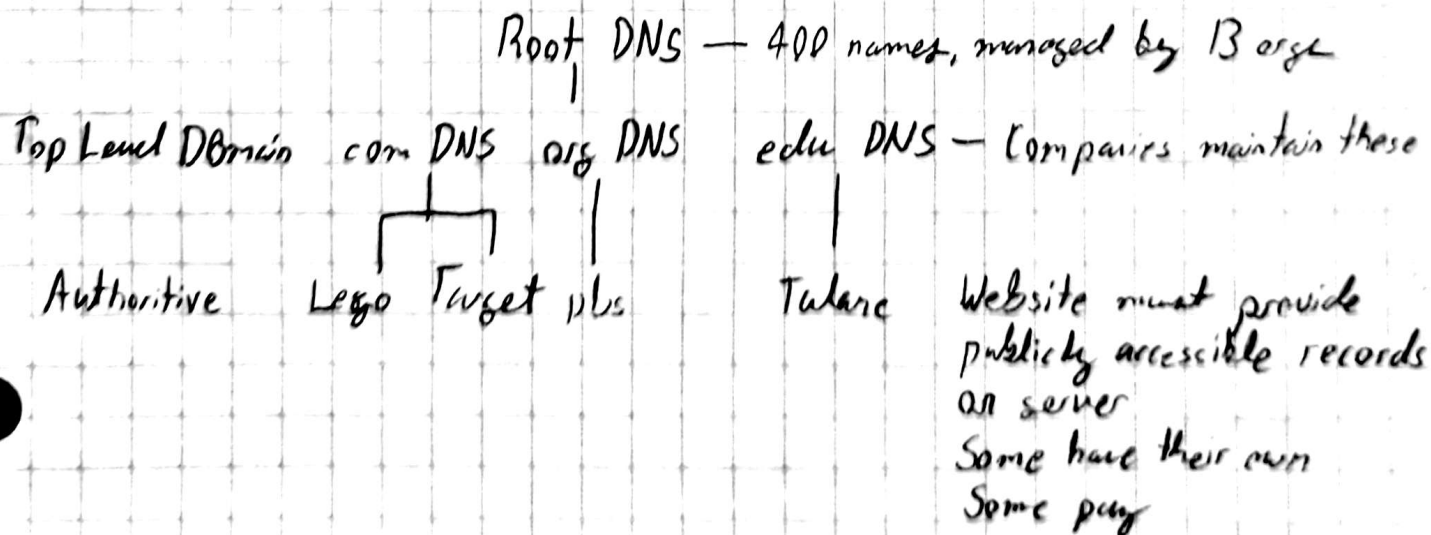 Root DNS — 400 names, managed by 13 orgs
Top Level Domain com DNS org DNS edu DNS — Companies maintain these
Authoritive Lego Target pbs Tulane Website must provide
publicly accessible records
on server
Some have their own
Some pay